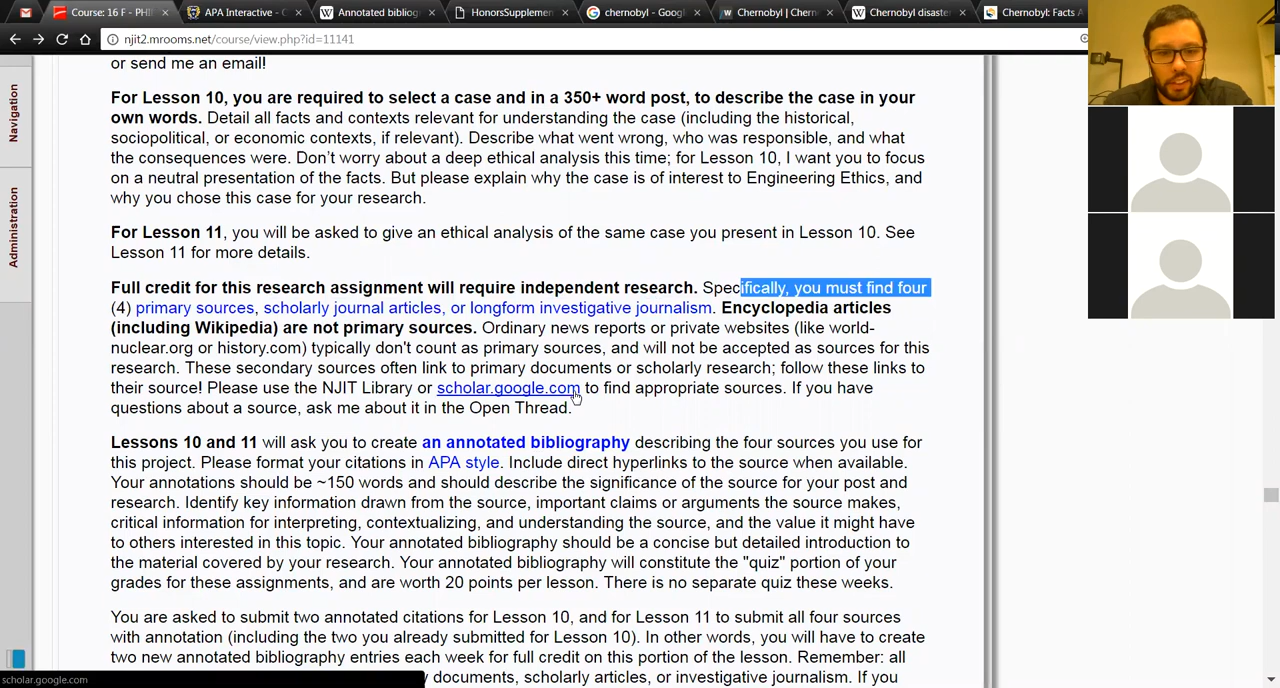 Course: 16 F - PHI
APA Interactive -
Annotated bibliog
HonorsSupplemen
chernobyl - Goog
Chernobyl | Chern
Chernobyl disaste
Chernobyl: Facts A
njit2.mrooms.net/course/view.php?id=11141
Navigation
Administration
or send me an email!
For Lesson 10, you are required to select a case and in a 350+ word post, to describe the case in your
own words. Detail all facts and contexts relevant for understanding the case (including the historical,
sociopolitical, or economic contexts, if relevant). Describe what went wrong, who was responsible, and what
the consequences were. Don't worry about a deep ethical analysis this time; for Lesson 10, I want you to focus
on a neutral presentation of the facts. But please explain why the case is of interest to Engineering Ethics, and
why you chose this case for your research.
For Lesson 11, you will be asked to give an ethical analysis of the same case you present in Lesson 10. See
Lesson 11 for more details.
Full credit for this research assignment will require independent research. Specifically, you must find four
(4) primary sources, scholarly journal articles, or longform investigative journalism. Encyclopedia articles
(including Wikipedia) are not primary sources. Ordinary news reports or private websites (like world-
nuclear.org or history.com) typically don't count as primary sources, and will not be accepted as sources for this
research. These secondary sources often link to primary documents or scholarly research; follow these links to
their source! Please use the NJIT Library or scholar.google.com to find appropriate sources. If you have
questions about a source, ask me about it in the Open Thread.
Lessons 10 and 11 will ask you to create an annotated bibliography describing the four sources you use for
this project. Please format your citations in APA style. Include direct hyperlinks to the source when available.
Your annotations should be ~150 words and should describe the significance of the source for your post and
research. Identify key information drawn from the source, important claims or arguments the source makes,
critical information for interpreting, contextualizing, and understanding the source, and the value it might have
to others interested in this topic. Your annotated bibliography should be a concise but detailed introduction to
the material covered by your research. Your annotated bibliography will constitute the "quiz" portion of your
grades for these assignments, and are worth 20 points per lesson. There is no separate quiz these weeks.
You are asked to submit two annotated citations for Lesson 10, and for Lesson 11 to submit all four sources
with annotation (including the two you already submitted for Lesson 10). In other words, you will have to create
two new annotated bibliography entries each week for full credit on this portion of the lesson. Remember: all
documents, scholarly articles, or investigative journalism. If you
scholar.google.com